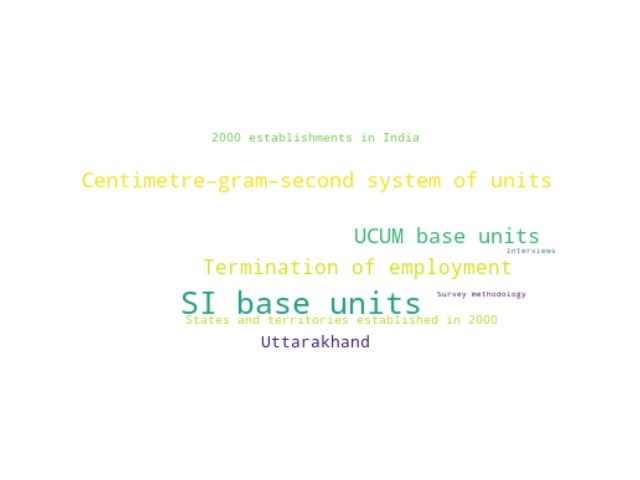 2000 establishments in India
Centimetre–gram–second system of units
UCUM base units
Interviews
Termination of employment
Survey methodology
SI base units
States and territories established in 2000
Uttarakhand